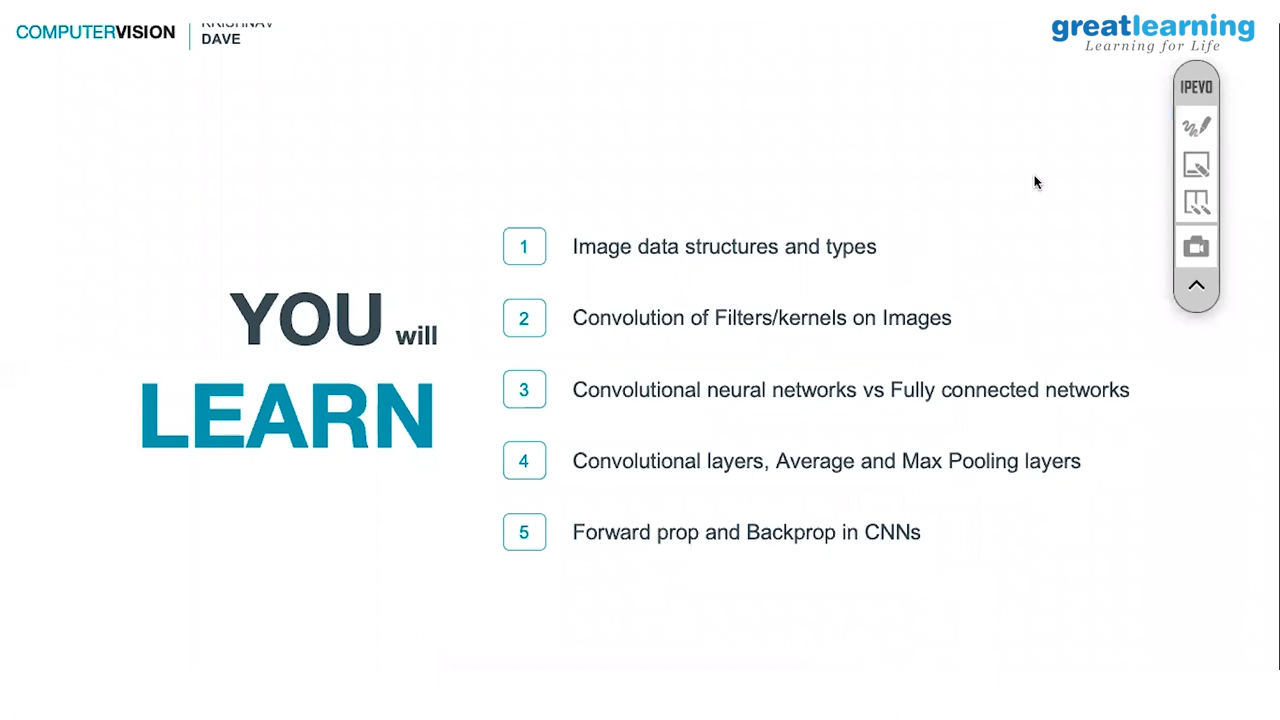 COMPUTERVISION
DAVE
greatlearning
Learning for Life
IPEVO
1 Image data structures and types
2 Convolution of Filters/kernels on Images
3 Convolutional neural networks vs Fully connected networks
4 Convolutional layers, Average and Max Pooling layers
5 Forward prop and Backprop in CNNs
YOU will
LEARN